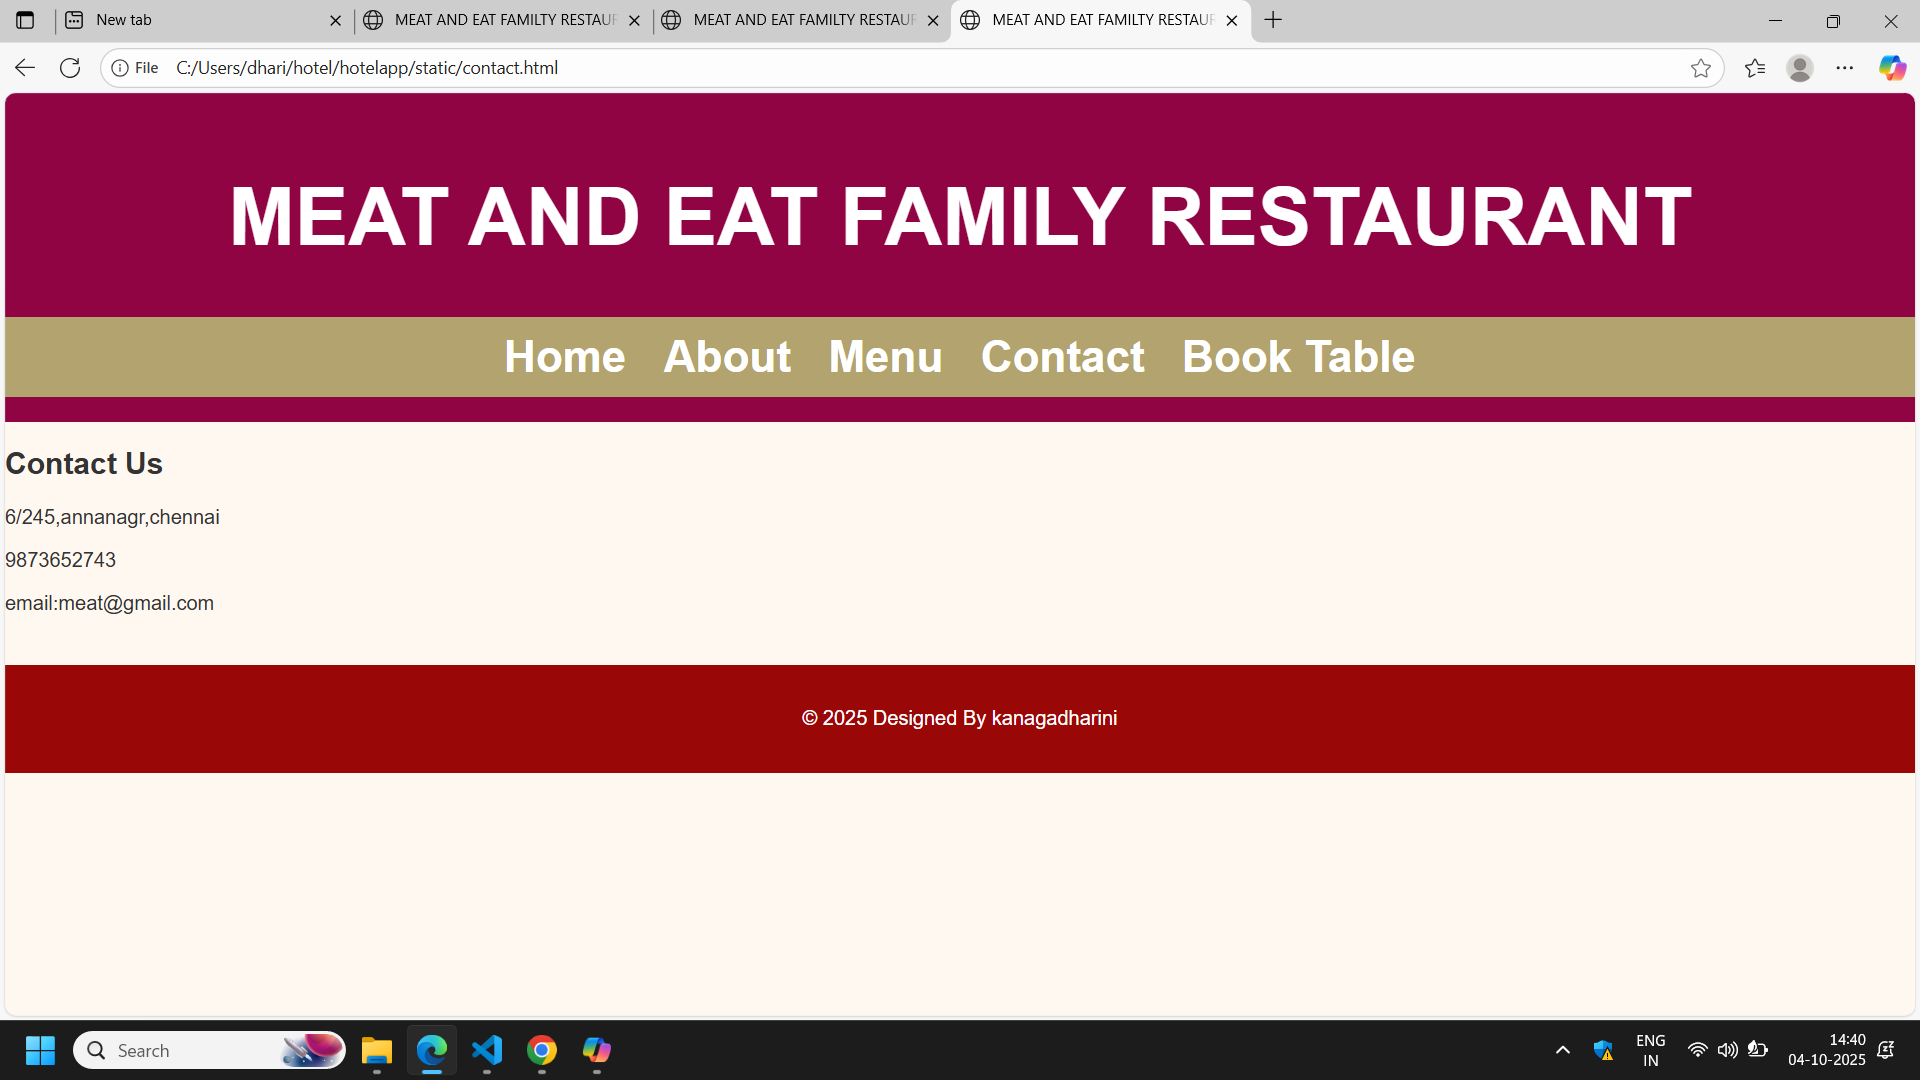 New tab
MEAT AND EAT FAMILTY RESTAUR
MEAT AND EAT FAMILTY RESTAUR
MEAT AND EAT FAMILTY RESTAUR
File
C:/Users/dhari/hotel/hotelapp/static/contact.html
MEAT AND EAT FAMILY RESTAURANT
Home About Menu Contact Book Table
Contact Us
6/245,annanagr,chennai
9873652743
email:meat@gmail.com
© 2025 Designed By kanagadharini
Search
ENG
IN
14:40
04-10-2025